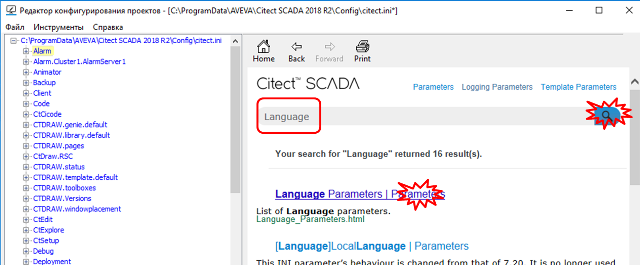 Редактор конфигурирования проектов - [C:\ProgramData\AVEVA\Citect SCADA 2018 R2\Config\citect.ini*]
Файл Инструменты Справка
C:\ProgramData\AVEVA\Citect SCADA 2018 R2\Config\citect.ini
Alarm
Alarm.Cluster1.AlarmServer1
Animator
Backup
Client
Code
CtCicode
CTDRAW.genie.default
CTDRAW.library.default
CTDRAW.pages
CtDraw.RSC
CTDRAW.status
CTDRAW.template.default
CTDRAW.toolboxes
CTDRAW.Versions
CTDRAW.windowplacement
CtEdit
CtExplore
CtSetup
Debug
Deployment
Home Back Forward Print
Citect™ SCADA
Parameters Logging Parameters Template Parameters
Language
Your search for "Language" returned 16 result(s).
Language Parameters | Parameters
List of Language parameters.
Language_Parameters.html
[Language]LocalLanguage | Parameters
This INI parameter's behaviour is changed from that of 7.20. It is no longer used